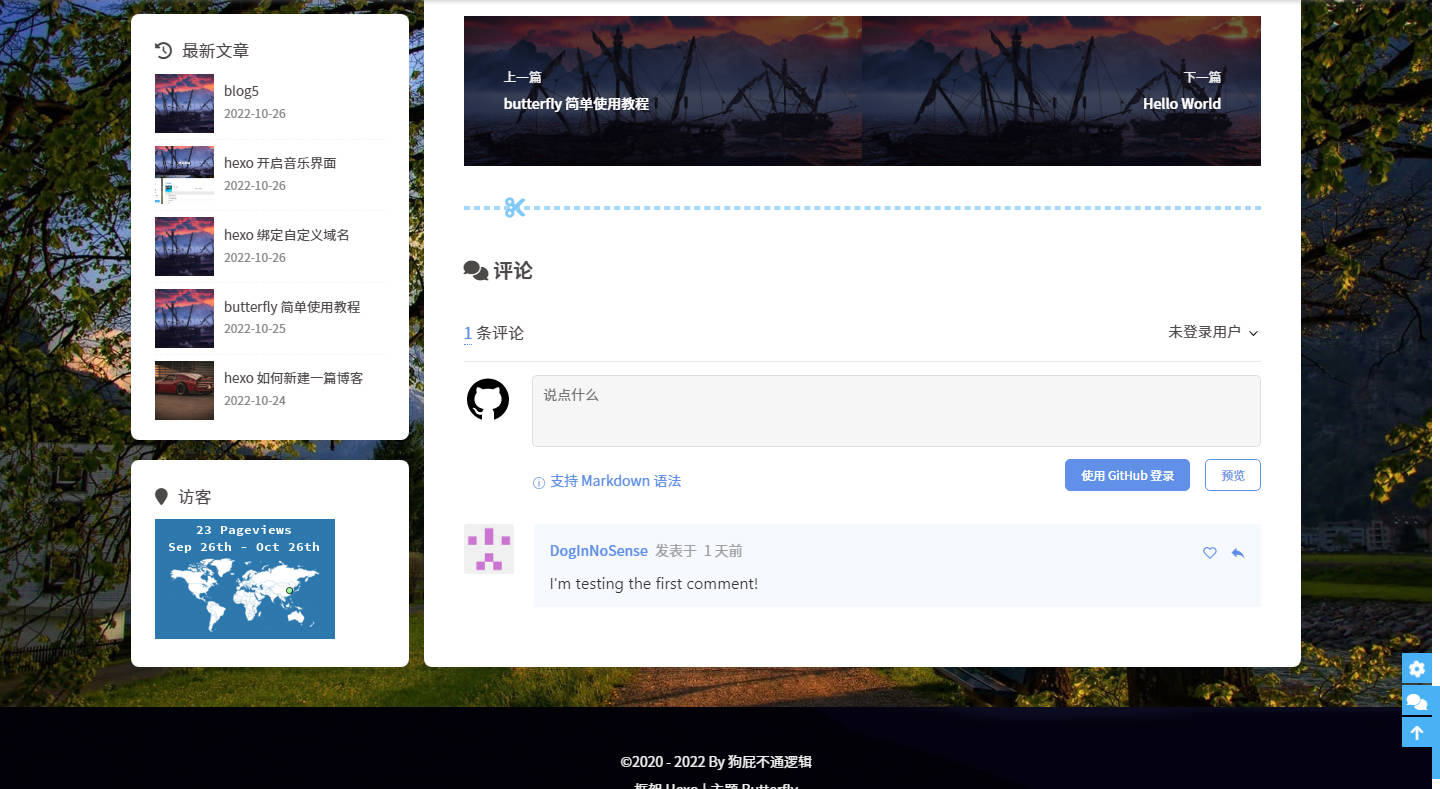 最新文章
blog5
2022-10-26
hexo 开启音乐界面
2022-10-26
hexo 绑定自定义域名
2022-10-26
butterfly 简单使用教程
2022-10-25
hexo 如何新建一篇博客
2022-10-24
访客
23 Pageviews
Sep 26th - Oct 26th
上一篇
butterfly 简单使用教程
下一篇
Hello World
评论
1 条评论
未登录用户
说点什么
支持 Markdown 语法
使用 GitHub 登录
预览
DogInNoSense 发表于 1 天前
I'm testing the first comment!
©2020 - 2022 By 狗屁不通逻辑
框架 Hexo | 主题 Butterfly